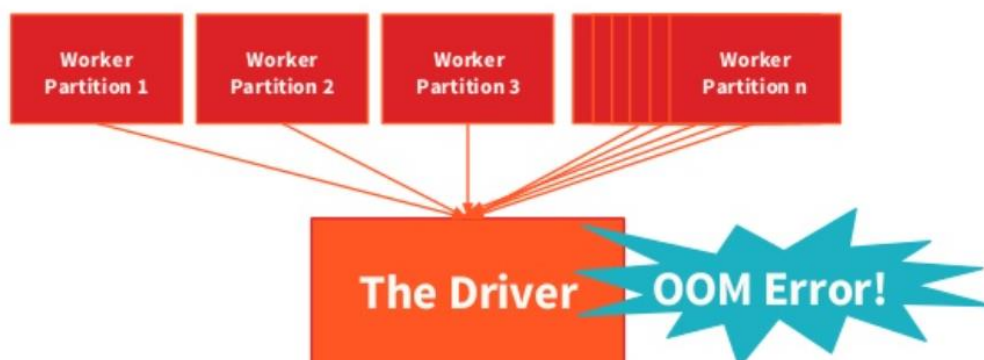 Worker
Partition 1
Worker
Partition 2
Worker
Partition 3
Worker
Partition n
The Driver
OOM Error!